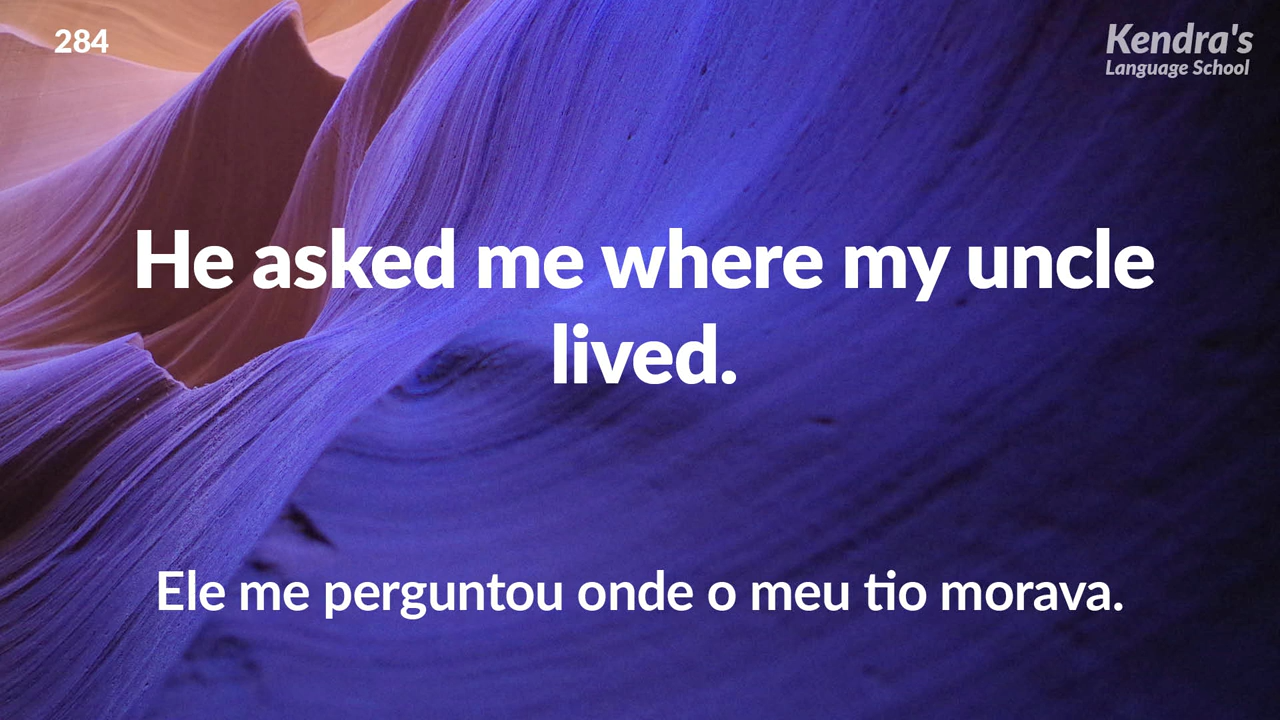 284
Kendra's
Language School
He asked me where my uncle
lived.
Ele me perguntou onde o meu tio morava.